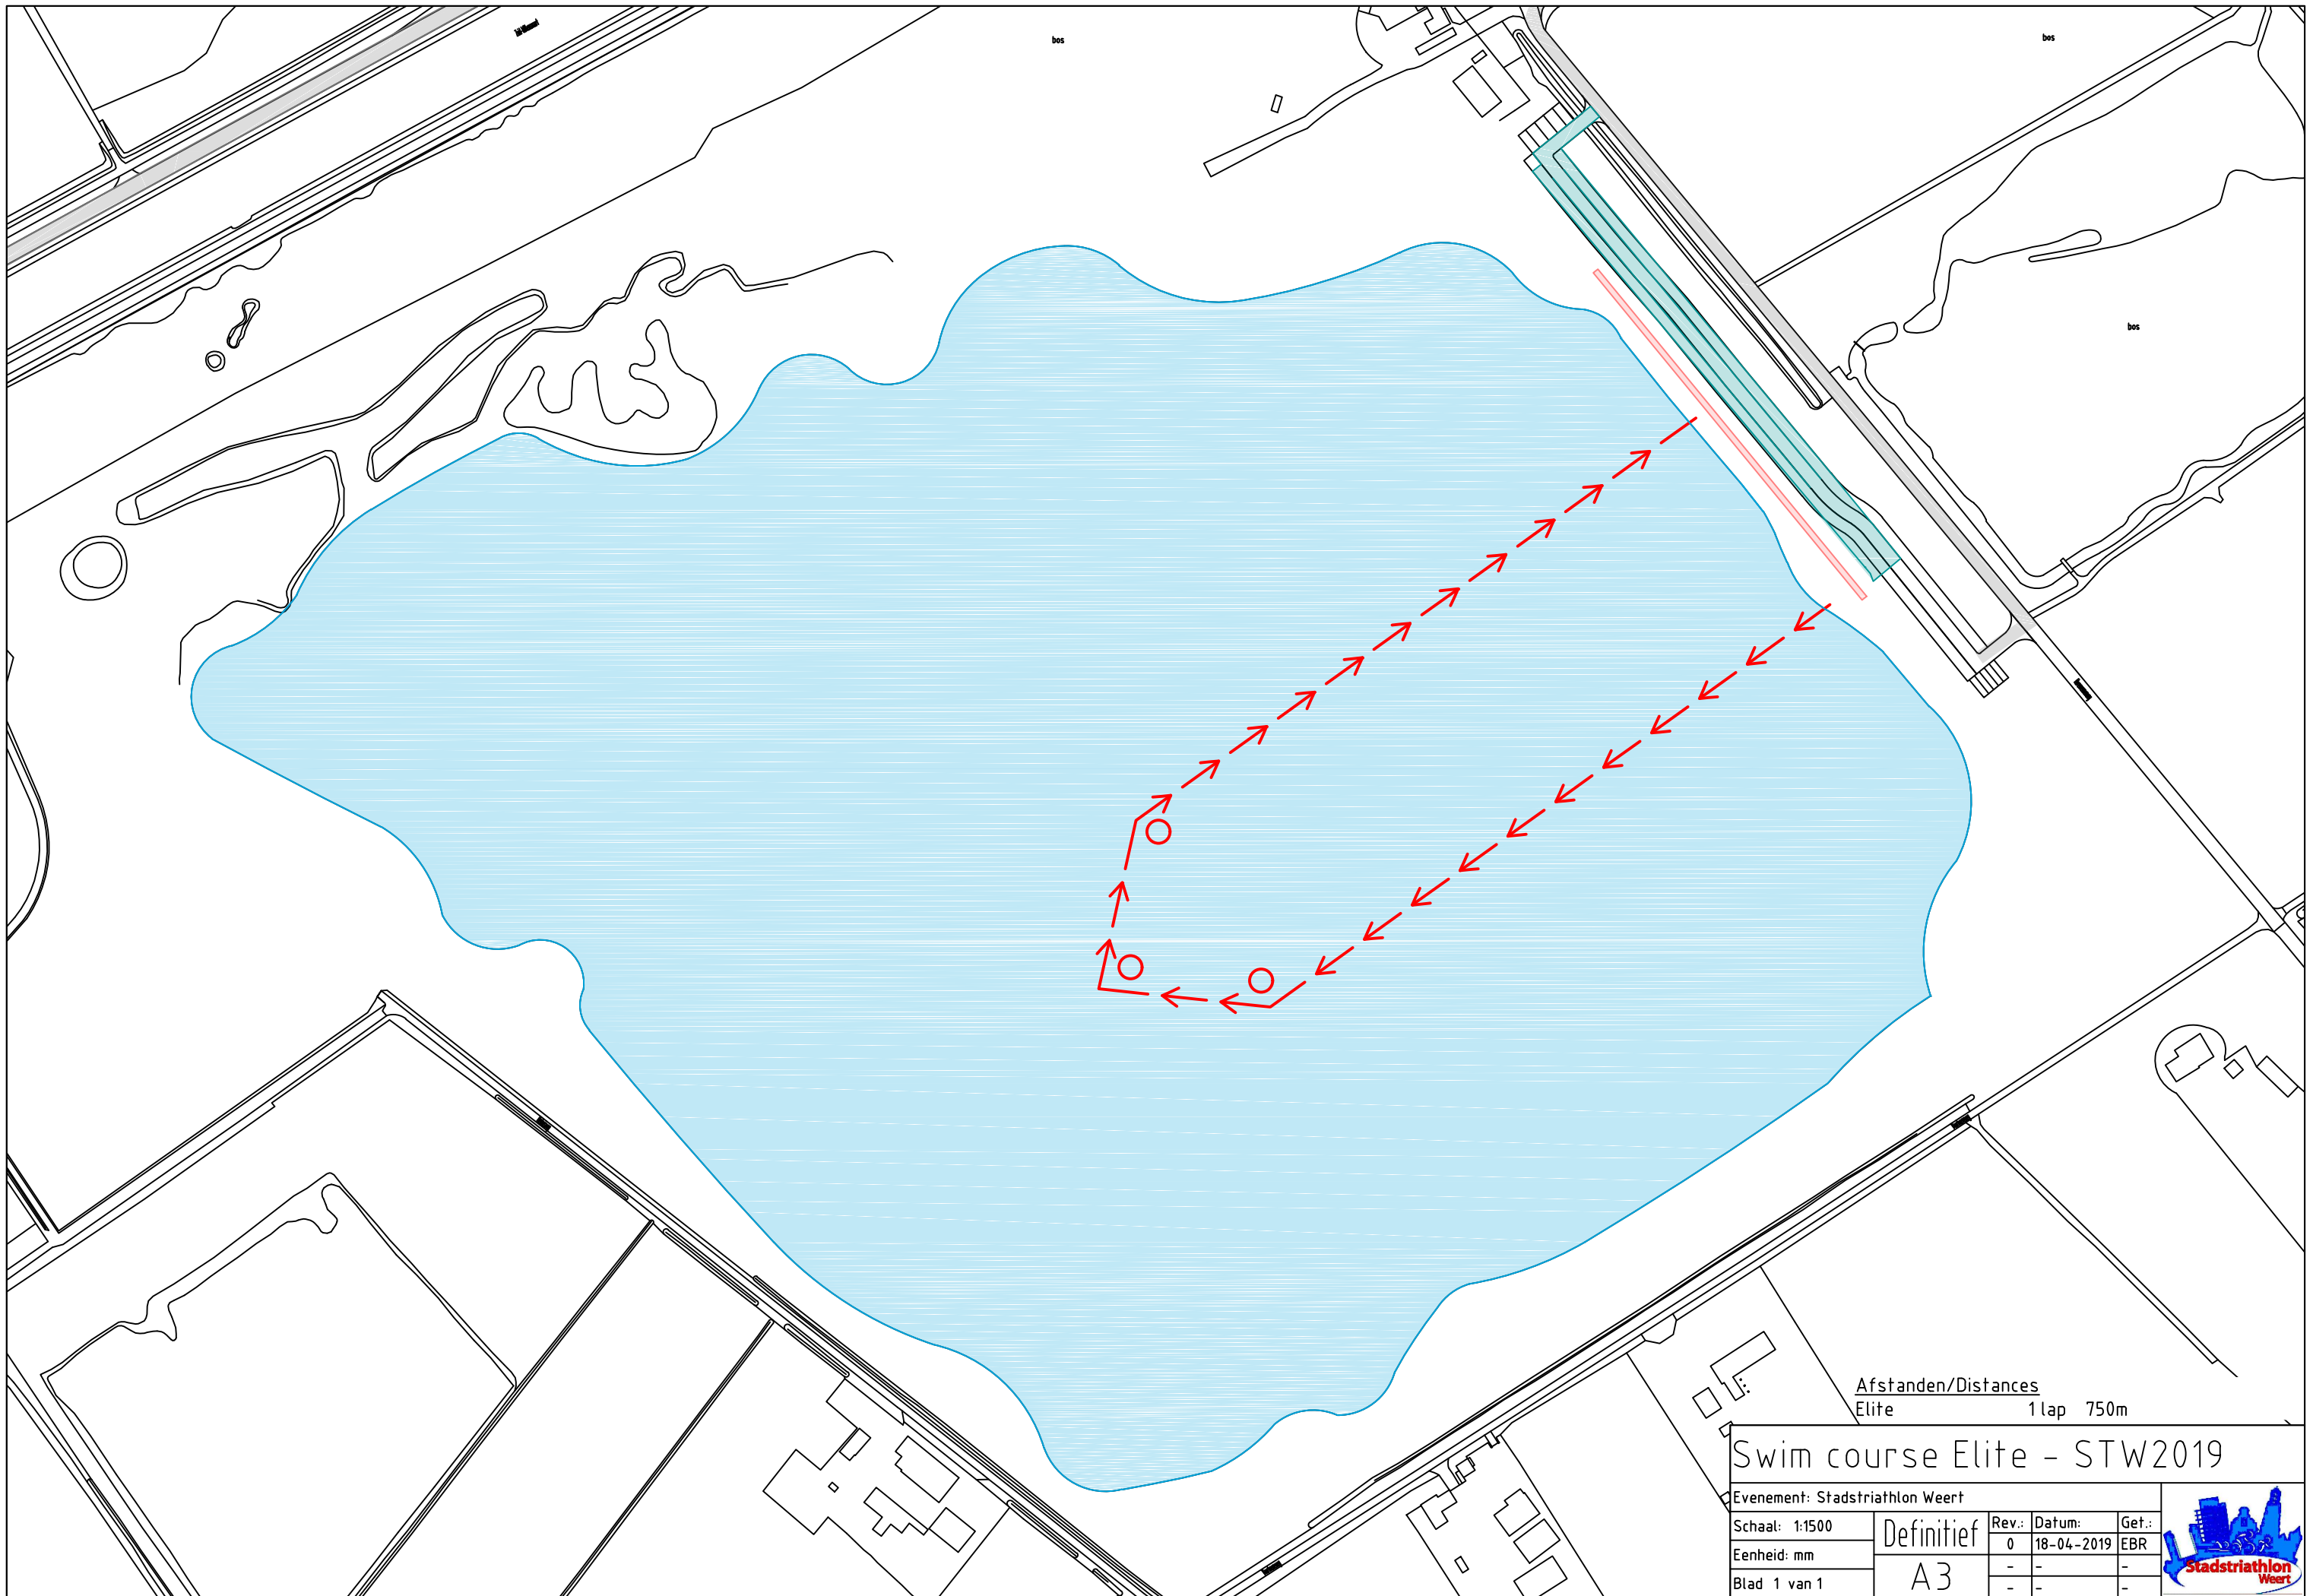 bos
bos
bos
Afstanden/Distances
Elite 1 lap 750m
Swim course Elite - STW2019
Evenement: Stadstriathlon Weert
Schaal: 1:1500
Definitief
Rev.: Datum: Get.:
0 18-04-2019 EBR
Eenheid: mm
A3
- - -
Blad 1 van 1
- - -
Stadstriathlon
Weert